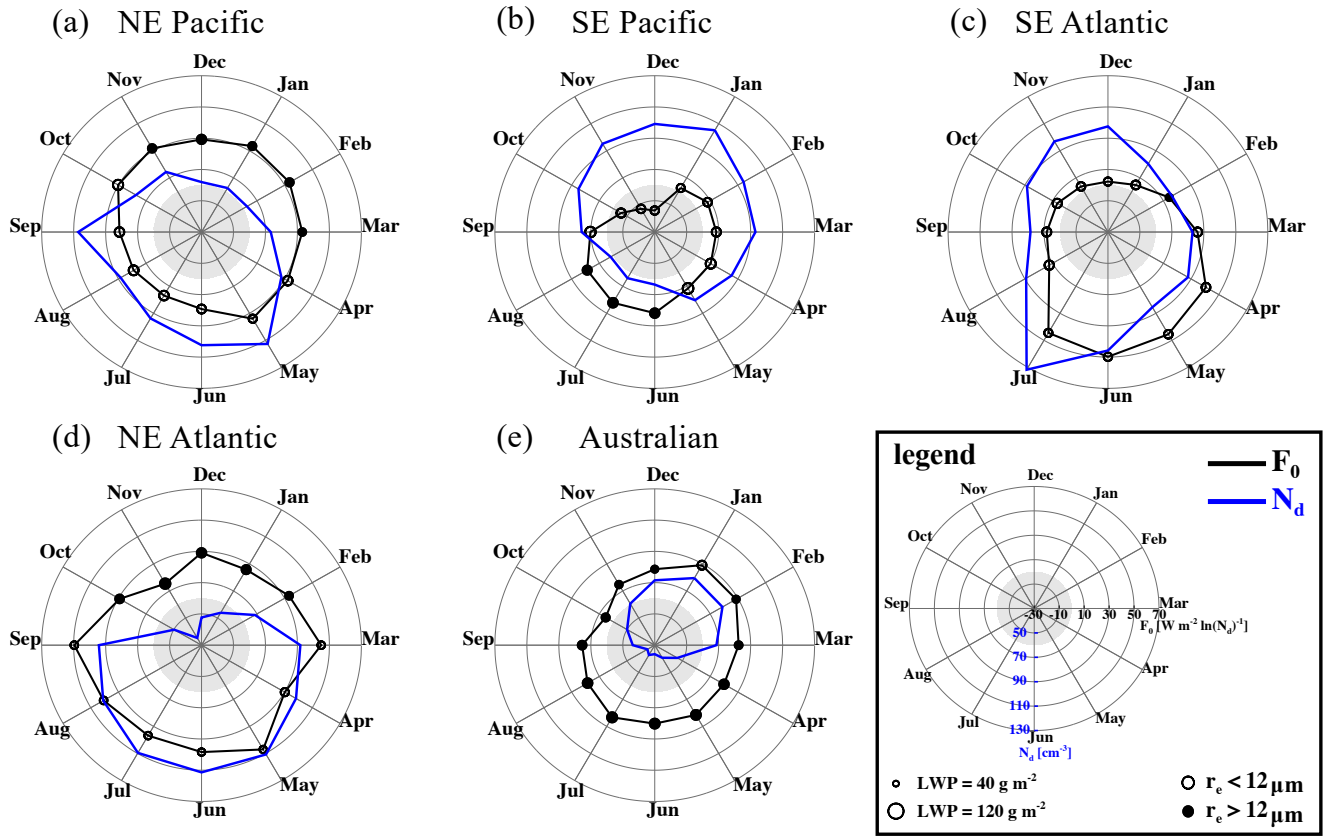 (a) NE Pacific
Dec
Jan
Feb
Mar
Apr
May
Jun
Jul
Aug
Sep
Oct
Nov
(b) SE Pacific
Dec
Jan
Feb
Mar
Apr
May
Jun
Jul
Aug
Sep
Oct
Nov
(c) SE Atlantic
Dec
Jan
Feb
Mar
Apr
May
Jun
Jul
Aug
Sep
Oct
Nov
(d) NE Atlantic
Dec
Jan
Feb
Mar
Apr
May
Jun
Jul
Aug
Sep
Oct
Nov
(e) Australian
Dec
Jan
Feb
Mar
Apr
May
Jun
Jul
Aug
Sep
Oct
Nov
legend
F₀
N_d
Dec
Jan
Feb
Mar
Apr
May
Jun
Jul
Aug
Sep
Oct
Nov
-30 -10 10 30 50 70
F₀ [W m⁻² ln(N_d)⁻¹]
50
70
90
110
130
N_d [cm⁻³]
LWP = 40 g m⁻²
LWP = 120 g m⁻²
r_e < 12 μm
r_e > 12 μm